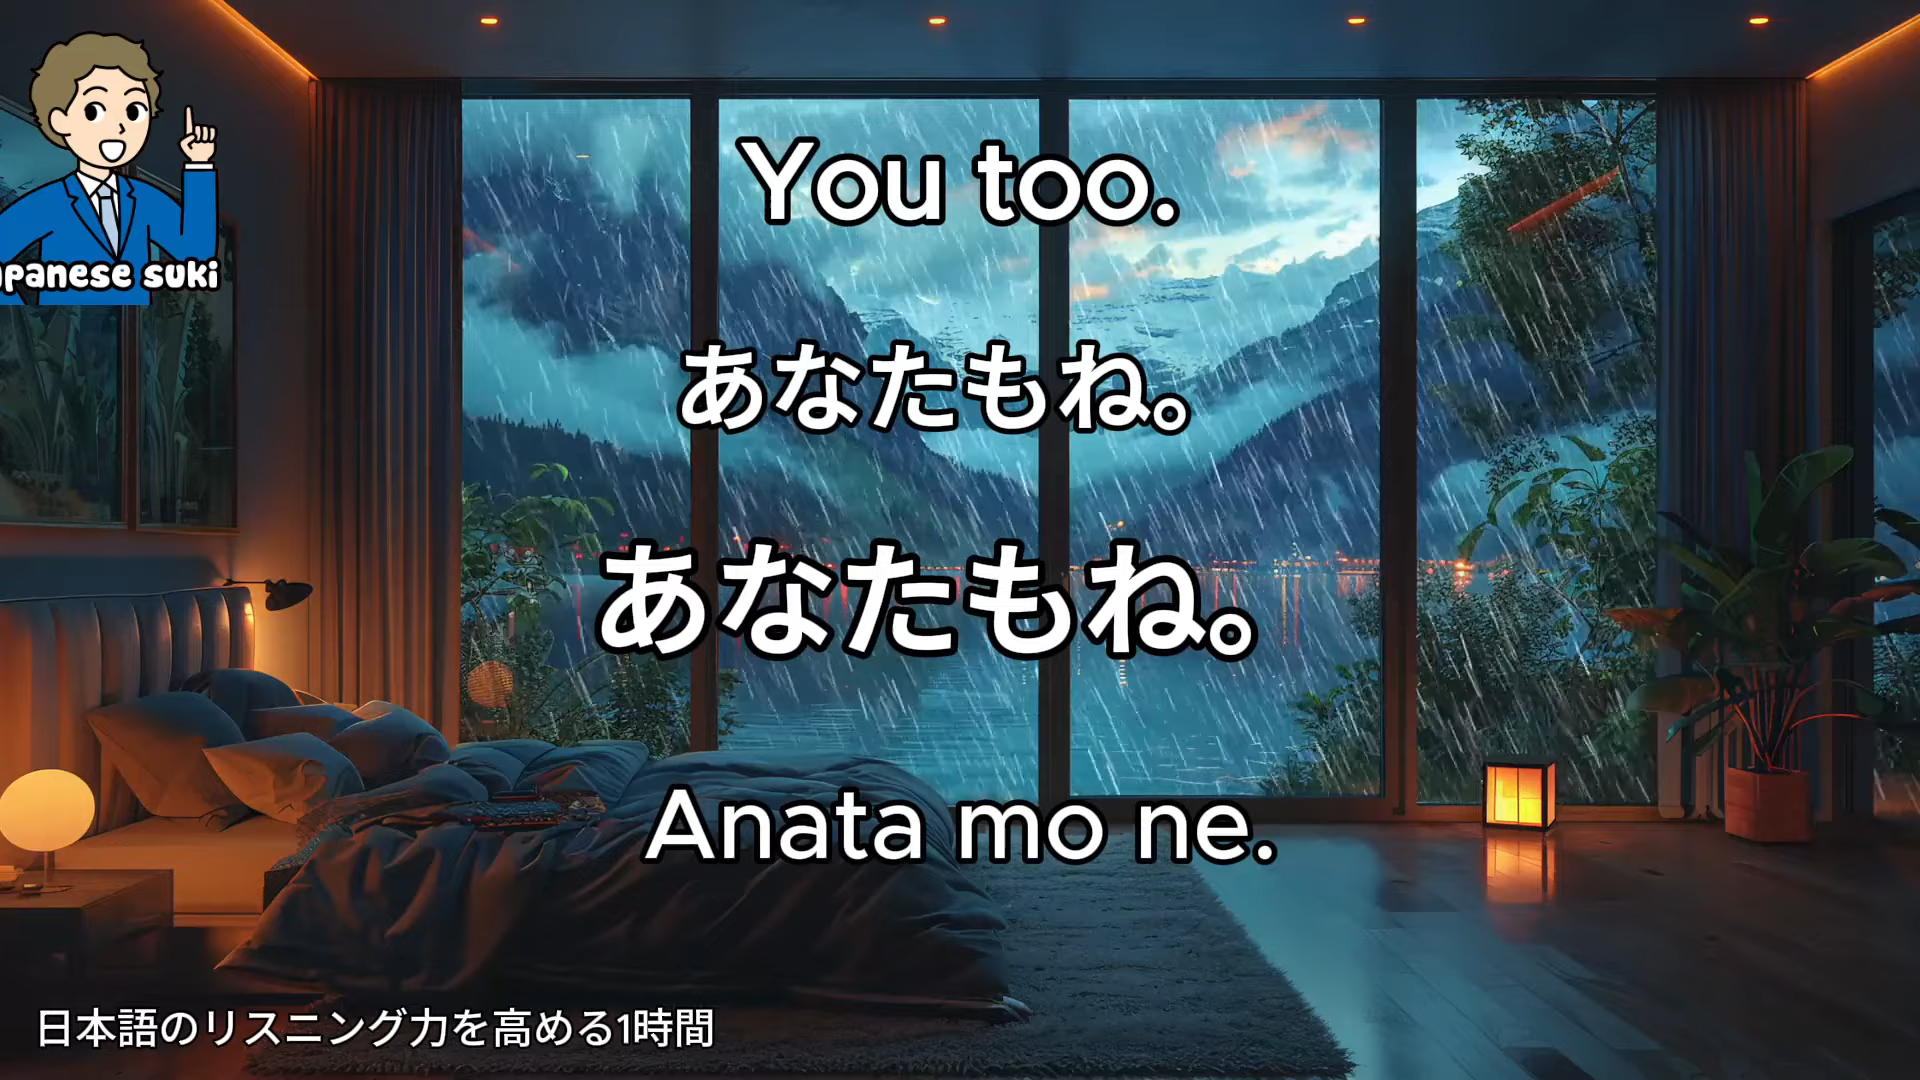 You too.
あなたもね。
あなたもね。
Anata mo ne.
apanese suki
日本語のリスニング力を高める1時間